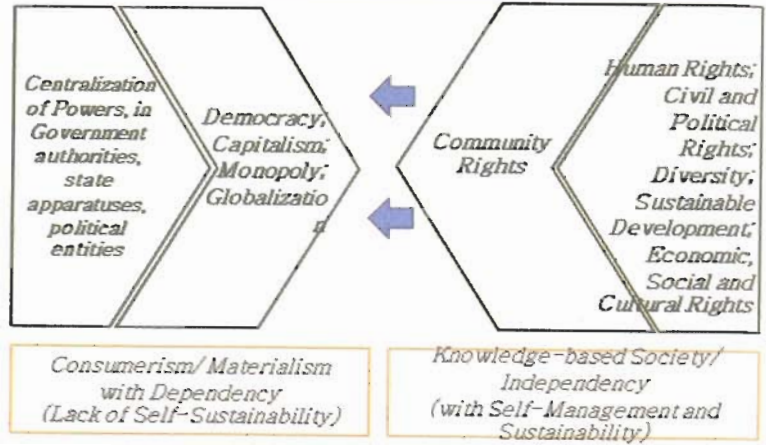 Centralization
of Powers, in
Government
authorities,
state
apparatuses,
political
entities
Democracy;
Capitalism;
Monopoly;
Globalizatio
n
Community
Rights
Human Rights;
Civil and
Political
Rights;
Diversity;
Sustainable
Development;
Economic,
Social and
Cultural Rights
Consumerism/Materialism
with Dependency
(Lack of Self-Sustainability)
Knowledge-based Society/
Independency
(with Self-Management and
Sustainability)